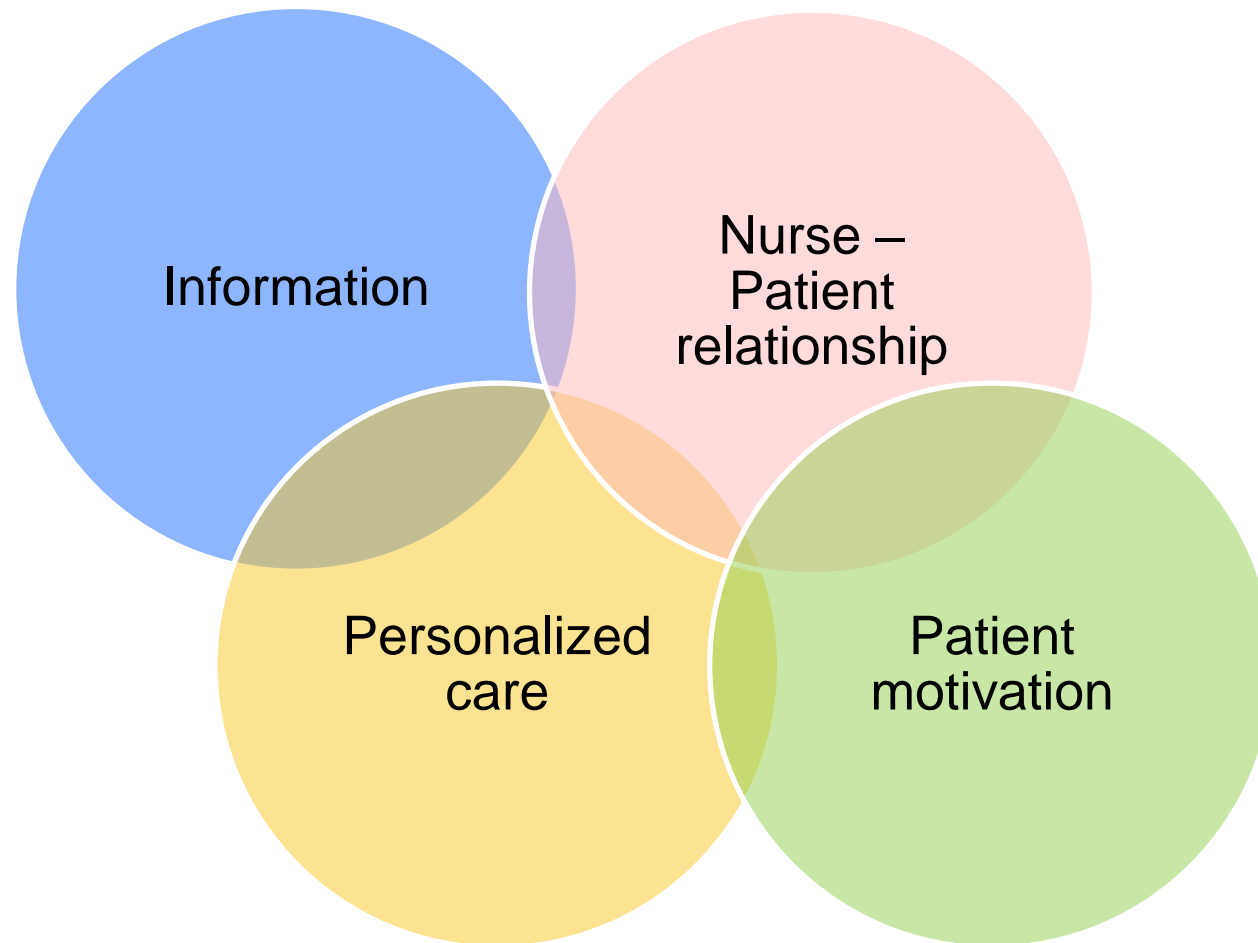 Information
Nurse –
Patient
relationship
Personalized
care
Patient
motivation